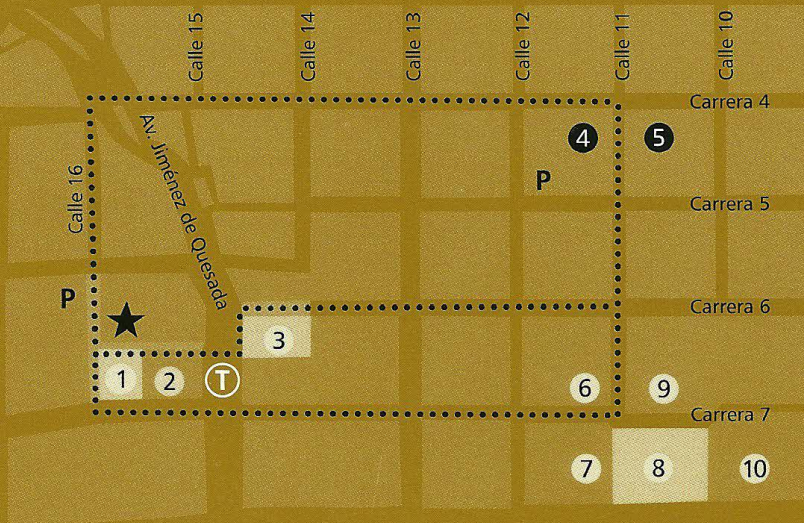 Calle 15
Calle 14
Calle 13
Calle 12
Calle 11
Calle 10
Carrera 4
Av. Jiménez de Quesada
4
5
P
Calle 16
Carrera 5
P
Carrera 6
3
1
2
T
6
9
Carrera 7
7
8
10